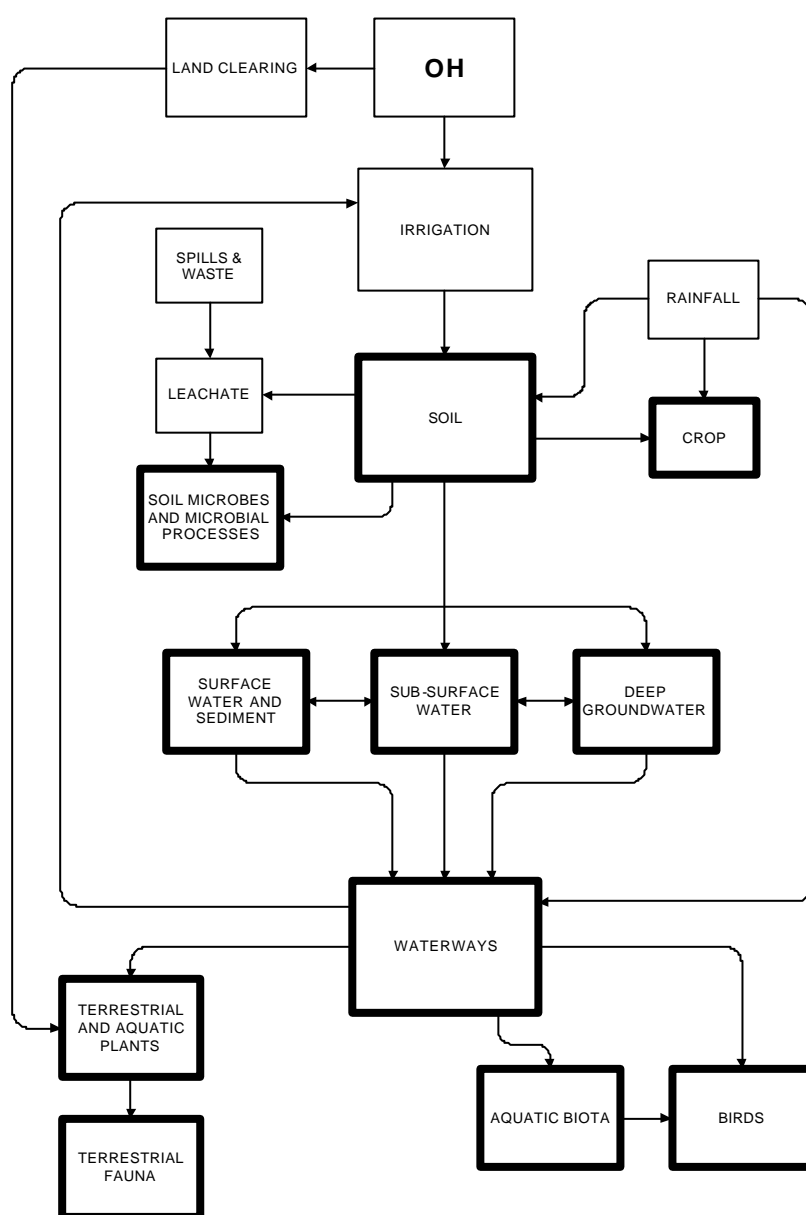 LAND CLEARING
OH
IRRIGATION
SPILLS &
WASTE
RAINFALL
LEACHATE
SOIL
CROP
SOIL MICROBES
AND MICROBIAL
PROCESSES
SURFACE
WATER AND
SEDIMENT
SUB-SURFACE
WATER
DEEP
GROUNDWATER
WATERWAYS
TERRESTRIAL
AND AQUATIC
PLANTS
AQUATIC BIOTA
BIRDS
TERRESTRIAL
FAUNA